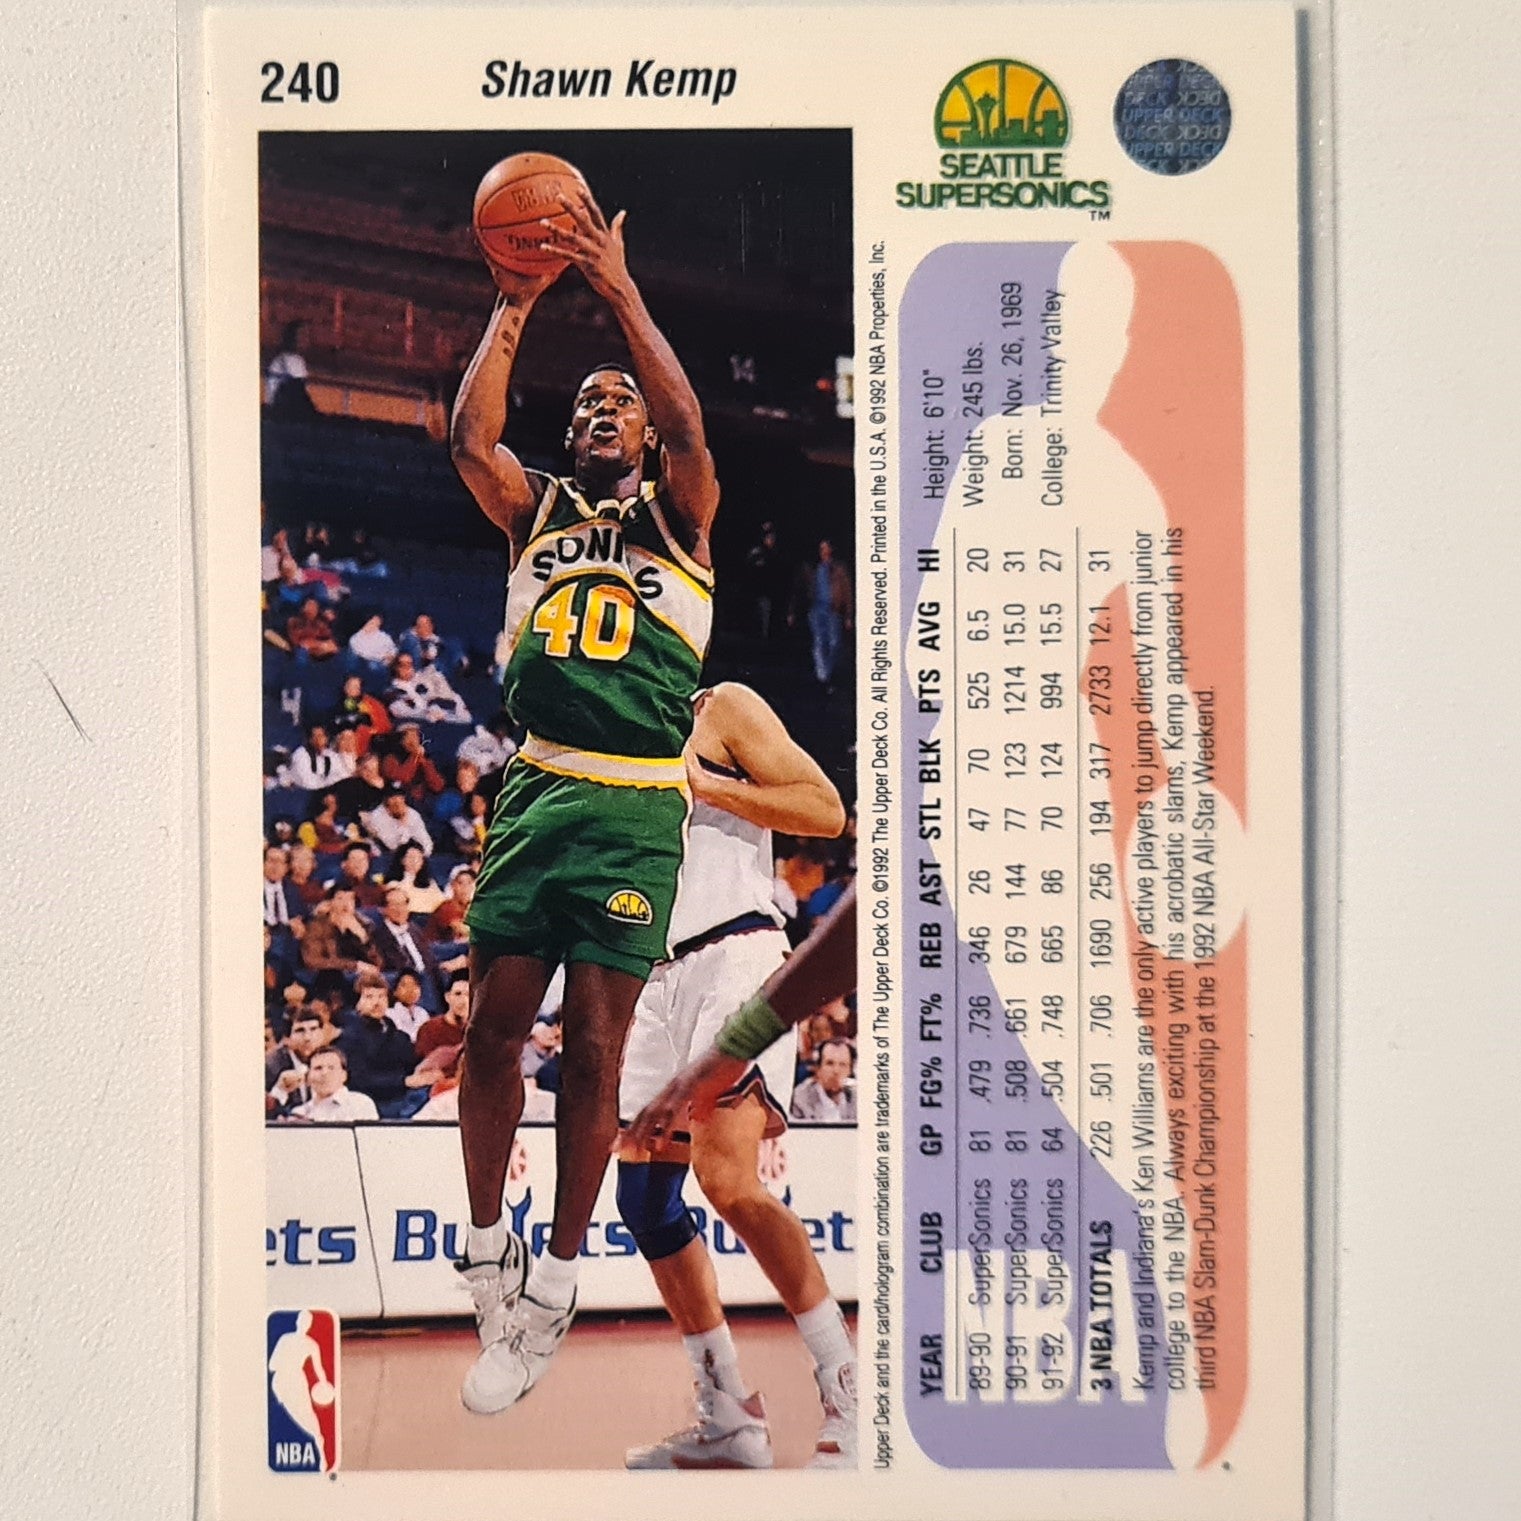 240
Shawn Kemp
SEATTLE
SUPERSONICS
TM
UPPER DECK
DECK
UPPER DECK
14
4
SONICS
40
ets Bullets Bullet
NBA
Upper Deck and the card/hologram combination are trademarks of The Upper Deck Co. ©1992 The Upper Deck Co. All Rights Reserved. Printed in the U.S.A. ©1992 NBA Properties, Inc.
Height: 6'10"
Weight: 245 lbs.
Born: Nov. 26, 1969
College: Trinity Valley
YEAR CLUB GP FG% FT% REB AST STL BLK PTS AVG HI
89-90 SuperSonics 81 .479 .736 346 26 47 70 525 6.5 20
90-91 SuperSonics 81 .508 .661 679 144 77 123 1214 15.0 31
91-92 SuperSonics 64 .504 .748 665 86 70 124 994 15.5 27
3 NBA TOTALS 226 .501 .706 1690 256 194 317 2733 12.1 31
Kemp and Indiana's Ken Williams are the only active players to jump directly from junior
college to the NBA. Always exciting with his acrobatic slams, Kemp appeared in his
third NBA Slam-Dunk Championship at the 1992 NBA All-Star Weekend.